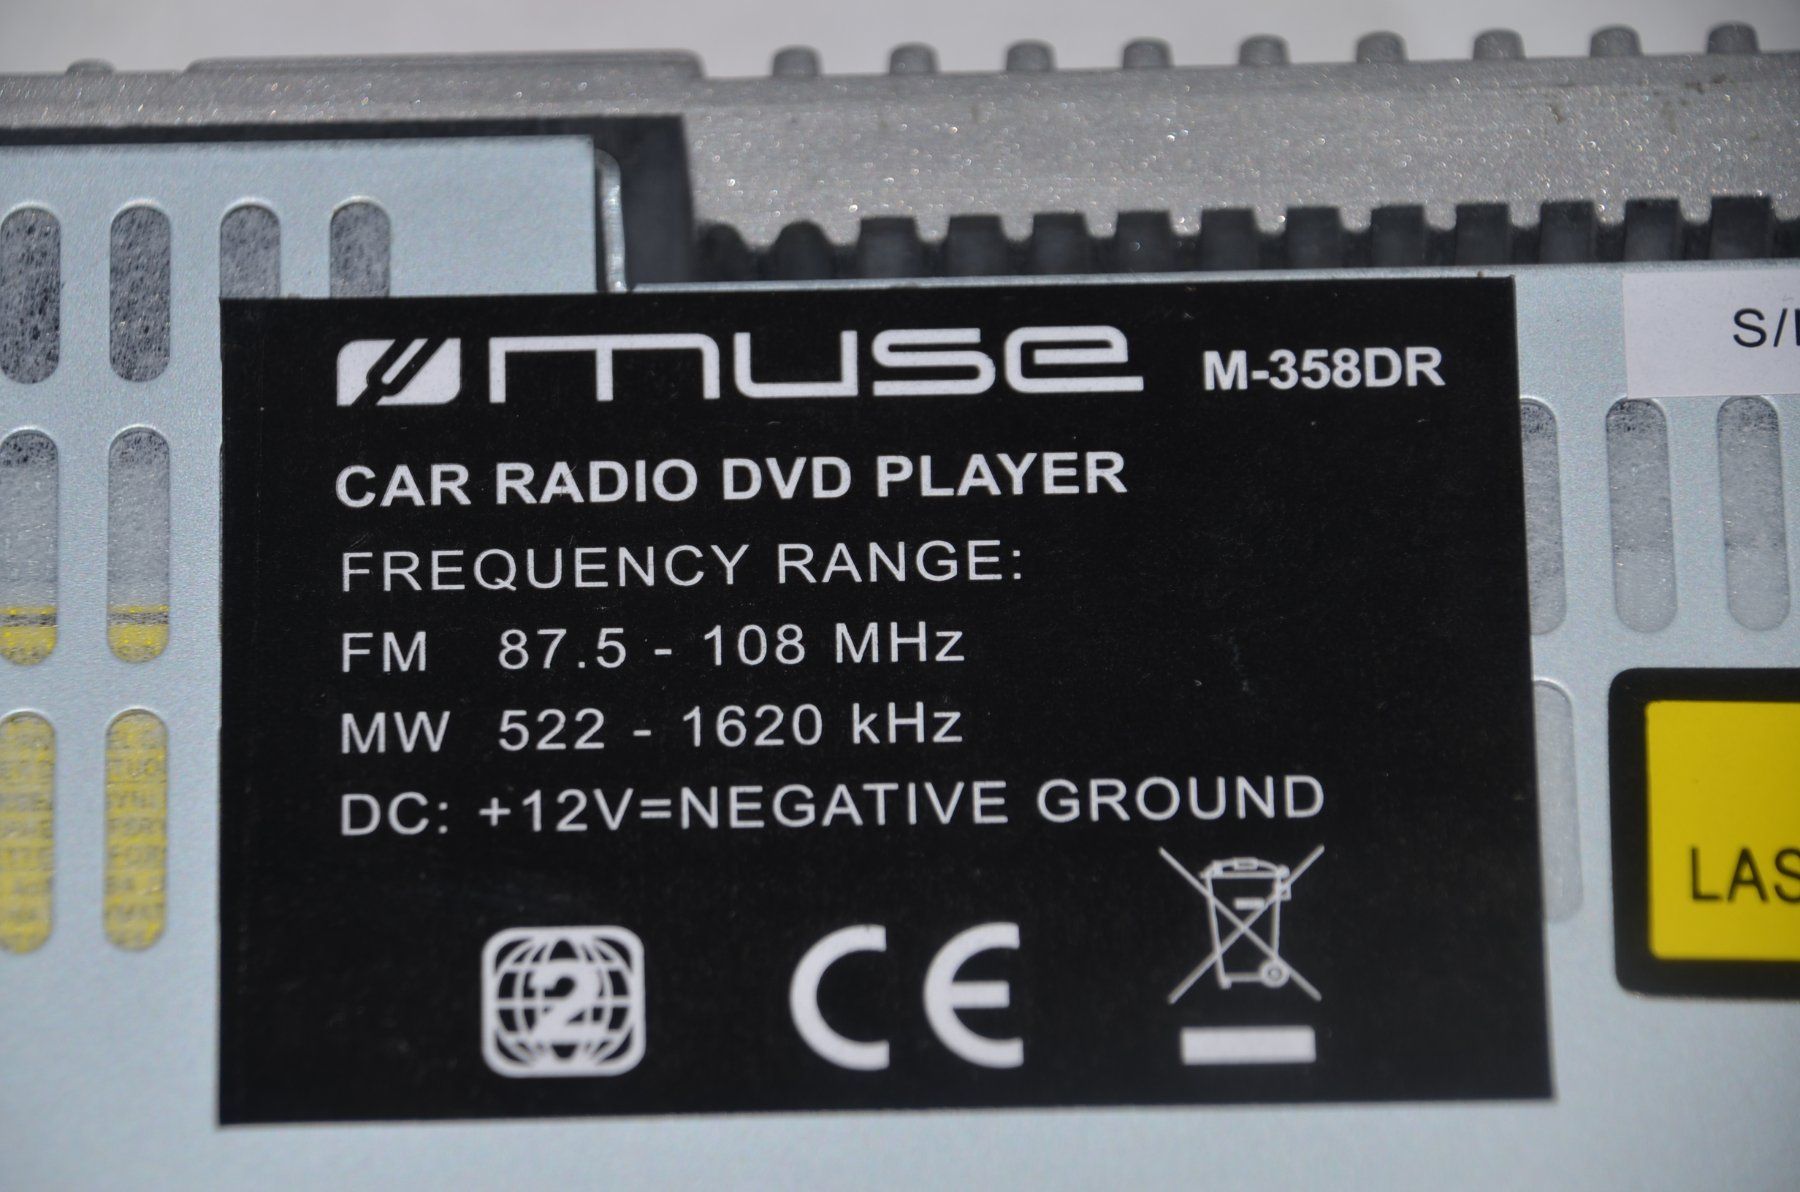 muse M-358DR
CAR RADIO DVD PLAYER
FREQUENCY RANGE:
FM 87.5 - 108 MHz
MW 522 - 1620 kHz
DC: +12V=NEGATIVE GROUND
2
CE